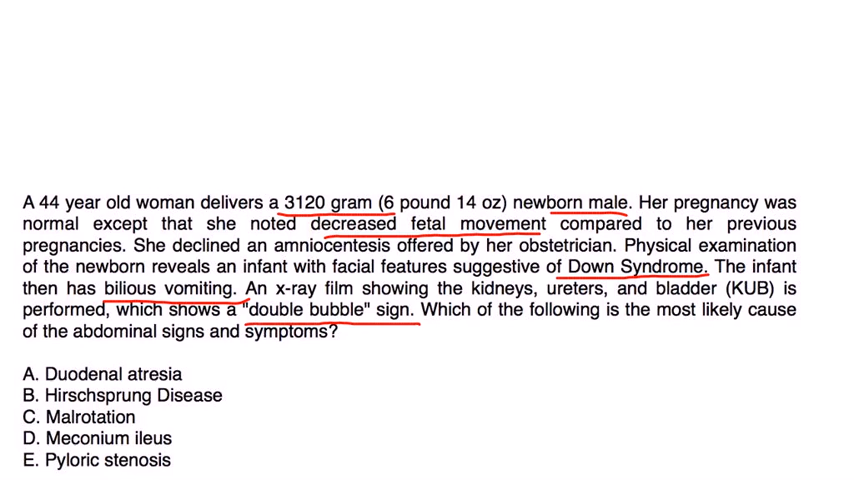 A 44 year old woman delivers a 3120 gram (6 pound 14 oz) newborn male. Her pregnancy was
normal except that she noted decreased fetal movement compared to her previous
pregnancies. She declined an amniocentesis offered by her obstetrician. Physical examination
of the newborn reveals an infant with facial features suggestive of Down Syndrome. The infant
then has bilious vomiting. An x-ray film showing the kidneys, ureters, and bladder (KUB) is
performed, which shows a "double bubble" sign. Which of the following is the most likely cause
of the abdominal signs and symptoms?
A. Duodenal atresia
B. Hirschsprung Disease
C. Malrotation
D. Meconium ileus
E. Pyloric stenosis